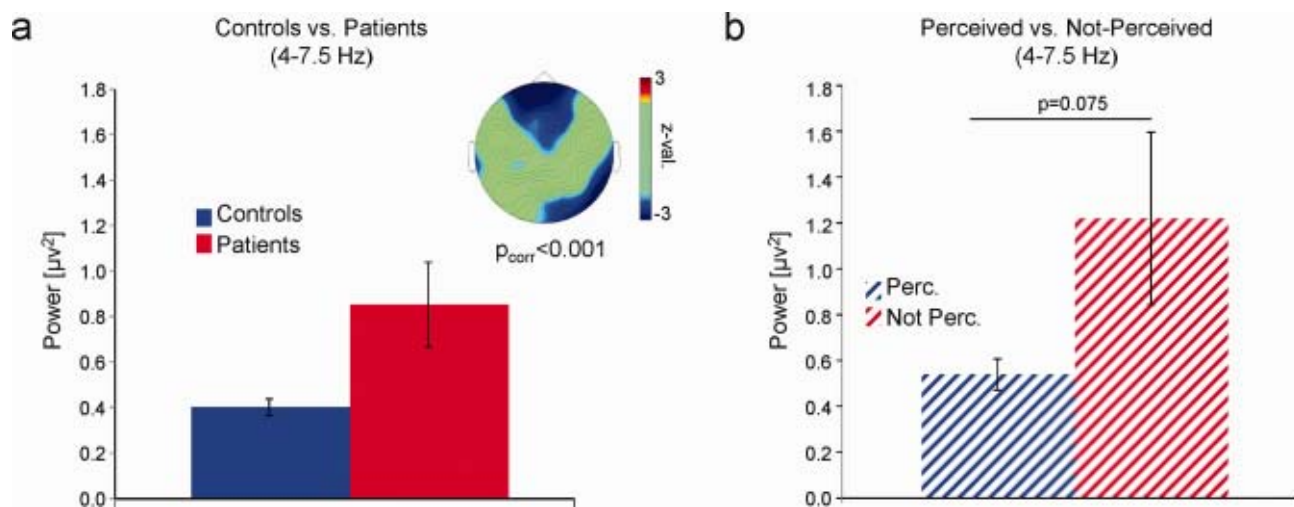 a
Controls vs. Patients
(4-7.5 Hz)
1.8
1.6
1.4
1.2
1.0
0.8
0.6
0.4
0.2
0.0
Power [µv²]
Controls
Patients
3
z-val.
-3
p_corr<0.001
b
Perceived vs. Not-Perceived
(4-7.5 Hz)
1.8
1.6
1.4
1.2
1.0
0.8
0.6
0.4
0.2
0.0
Power [µv²]
p=0.075
Perc.
Not Perc.